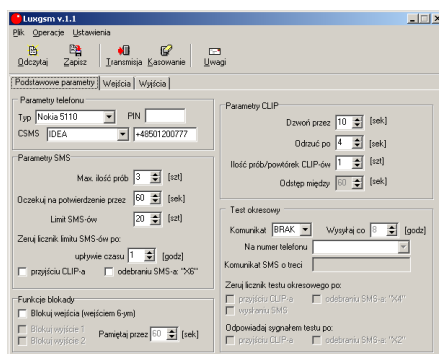 Luxgsm v.1.1
Plik Operacje Ustawienia
Odczytaj Zapisz Transmisja Kasowanie Uwagi
Podstawowe parametry Wejścia Wyjścia
Parametry telefonu
Typ Nokia 5110 PIN
CSMS IDEA +48501200777
Parametry SMS
Max. ilość prób 3 [szt]
Oczekuj na potwierdzenie przez 60 [sek]
Limit SMS-ów 20 [szt]
Zeruj licznik limitu SMS-ów po:
upływie czasu 1 [godz]
przyjściu CLIP-a odebraniu SMS-a: "X6"
Funkcje blokady
Blokuj wejścia (wejściem 6-ym)
Blokuj wyjście 1
Blokuj wyjście 2
Pamiętaj przez 60 [sek]
Parametry CLIP
Dzwoń przez 10 [sek]
Odrzuć po 4 [sek]
Ilość prób/powtórek CLIP-ów 1 [szt]
Odstęp między 60 [sek]
Test okresowy
Komunikat BRAK Wysyłaj co 8 [godz]
Na numer telefonu
Komunikat SMS o treci
Zeruj licznik testu okresowego po:
przyjściu CLIP-a odebraniu SMS-a: "X4"
wysłaniu SMS
Odpowiadaj sygnałem testu po:
przyjściu CLIP-a odebraniu SMS-a: "X2"